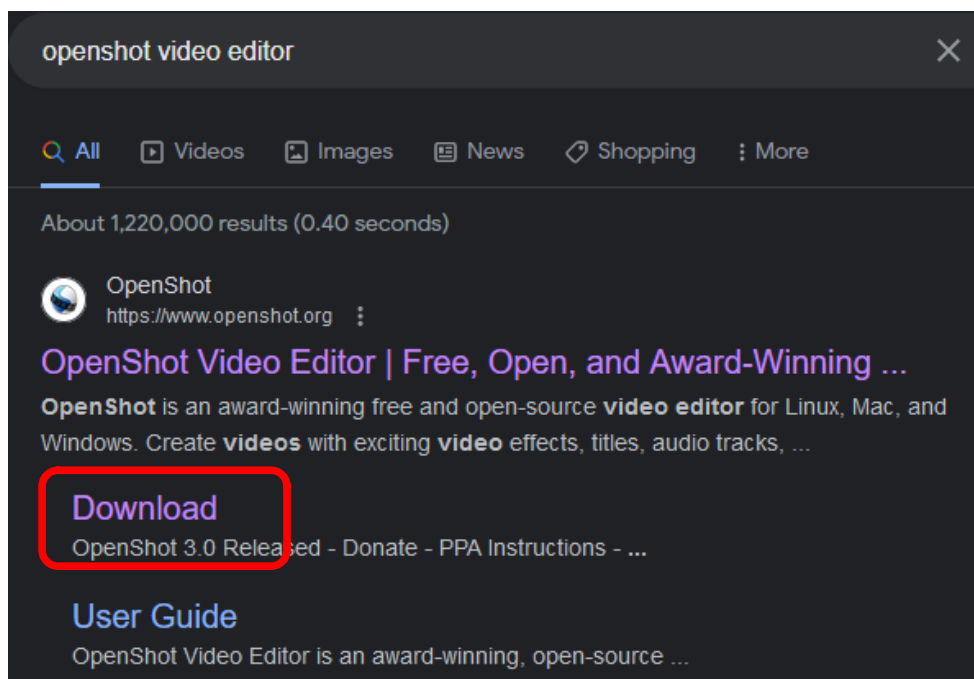 openshot video editor
All Videos Images News Shopping More
About 1,220,000 results (0.40 seconds)
OpenShot
https://www.openshot.org
OpenShot Video Editor | Free, Open, and Award-Winning ...
OpenShot is an award-winning free and open-source video editor for Linux, Mac, and
Windows. Create videos with exciting video effects, titles, audio tracks, ...
Download
OpenShot 3.0 Released - Donate - PPA Instructions - ...
User Guide
OpenShot Video Editor is an award-winning, open-source ...